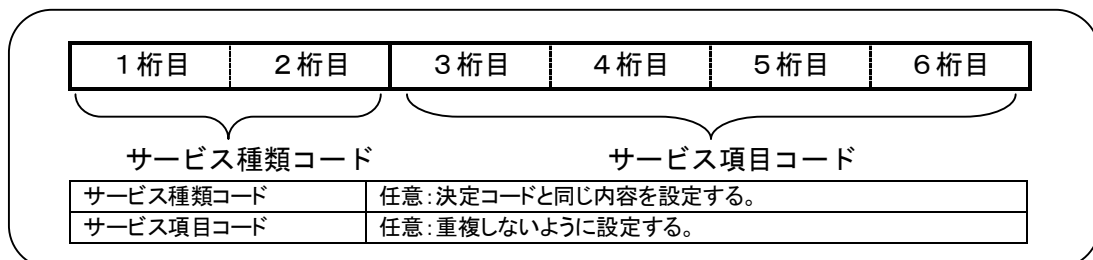 1桁目 2桁目 3桁目 4桁目 5桁目 6桁目
サービス種類コード サービス項目コード
サービス種類コード 任意:決定コードと同じ内容を設定する。
サービス項目コード 任意:重複しないように設定する。